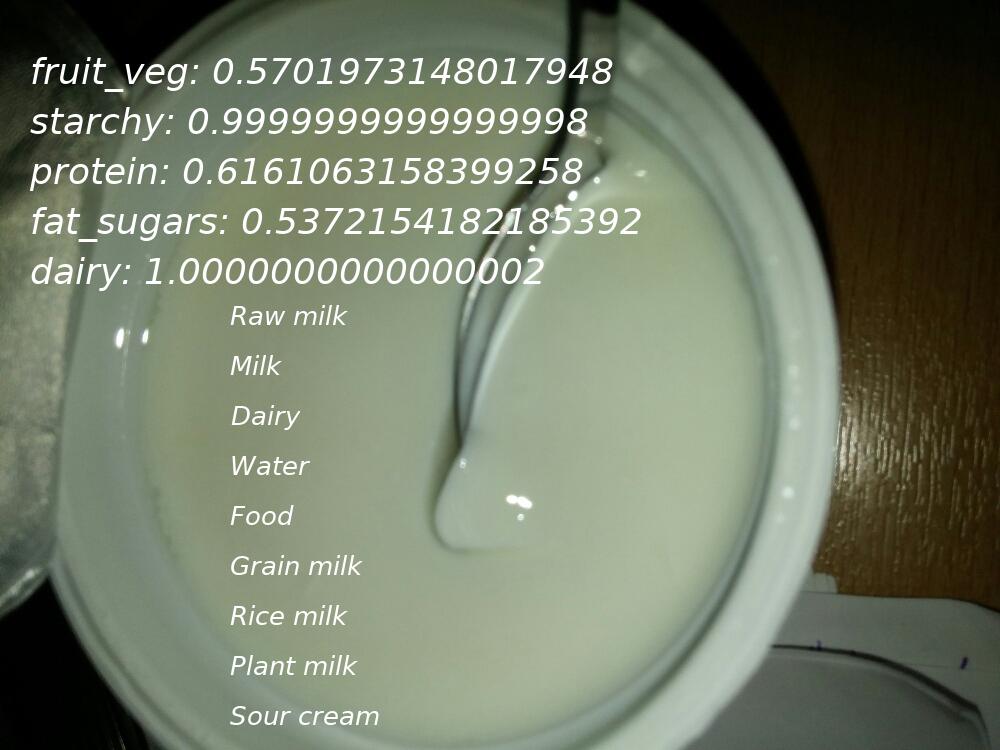 fruit_veg: 0.5701973148017948
starchy: 0.9999999999999998
protein: 0.6161063158399258
fat_sugars: 0.5372154182185392
dairy: 1.0000000000000002
Raw milk
Milk
Dairy
Water
Food
Grain milk
Rice milk
Plant milk
Sour cream